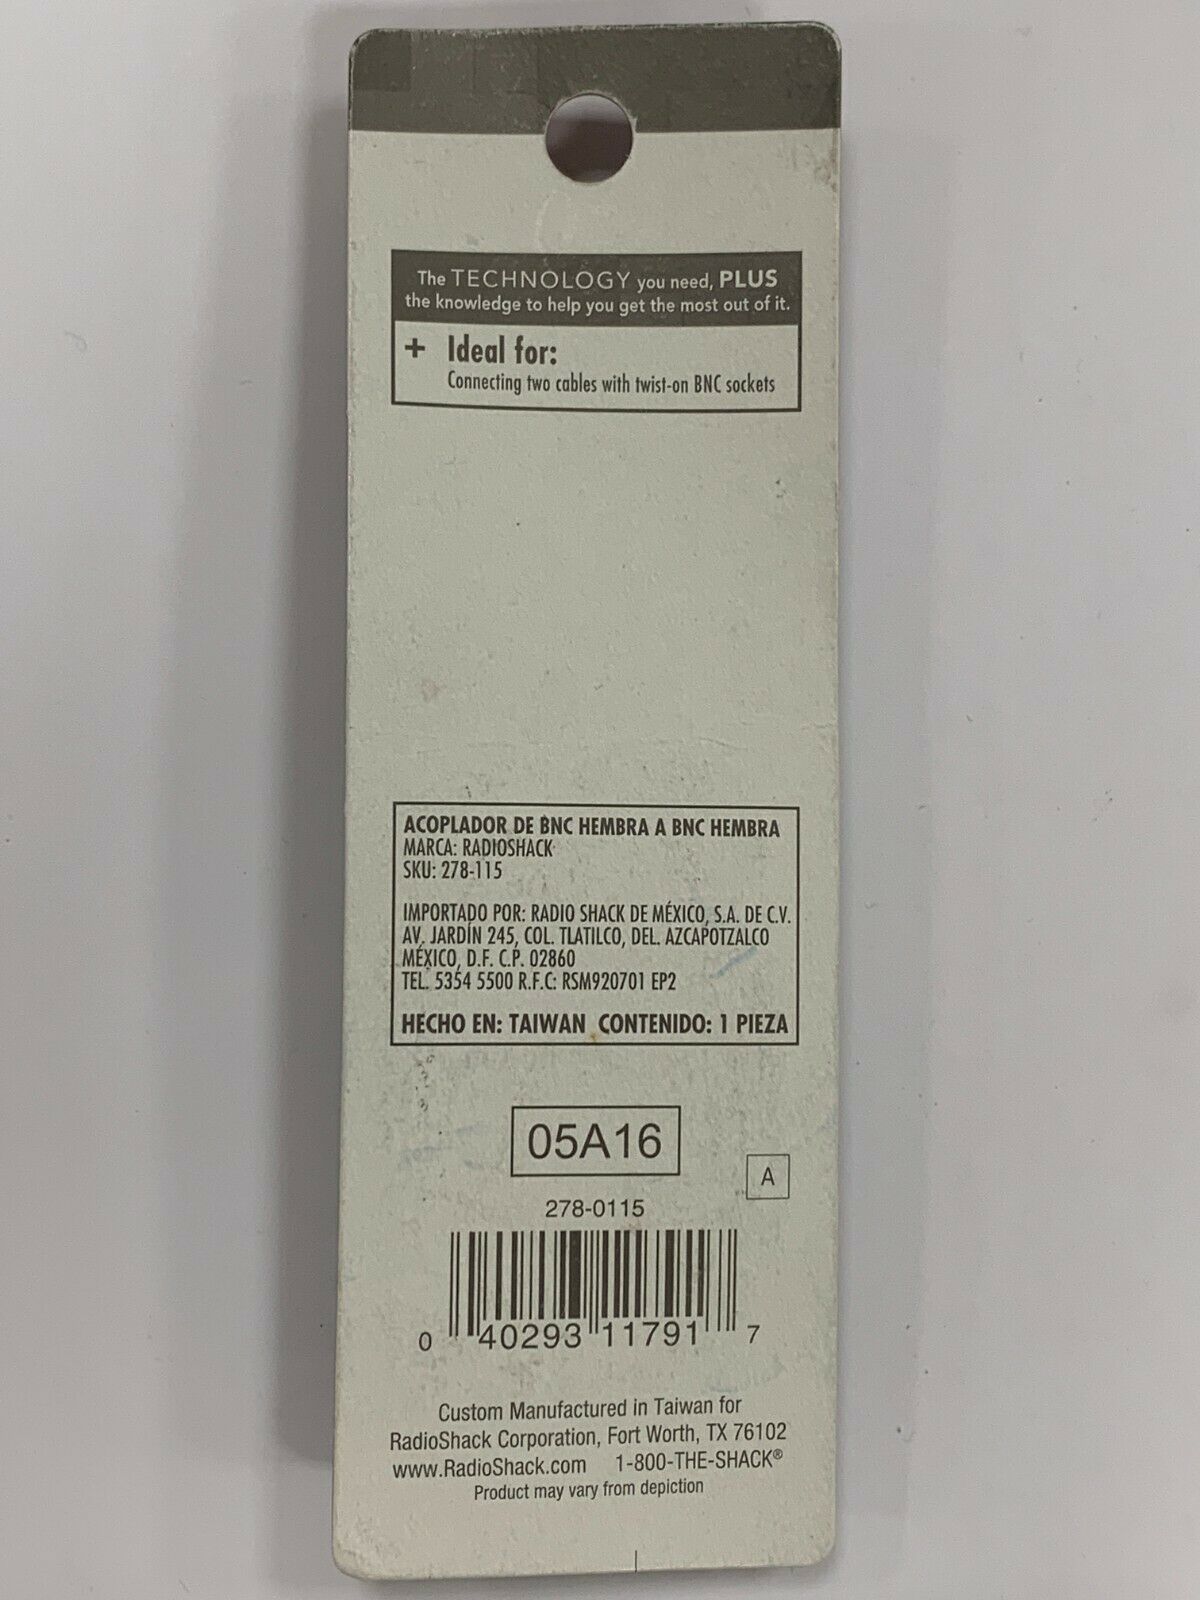 The TECHNOLOGY you need, PLUS
the knowledge to help you get the most out of it.
+ Ideal for:
Connecting two cables with twist-on BNC sockets
ACOPLADOR DE BNC HEMBRA A BNC HEMBRA
MARCA: RADIOSHACK
SKU: 278-115
IMPORTADO POR: RADIO SHACK DE MÉXICO, S.A. DE C.V.
AV. JARDÍN 245, COL. TLATILCO, DEL. AZCAPOTZALCO
MÉXICO, D.F. C.P. 02860
TEL. 5354 5500 R.F.C: RSM920701 EP2
HECHO EN: TAIWAN CONTENIDO: 1 PIEZA
05A16
A
278-0115
0 40293 11791 7
Custom Manufactured in Taiwan for
RadioShack Corporation, Fort Worth, TX 76102
www.RadioShack.com 1-800-THE-SHACK®
Product may vary from depiction